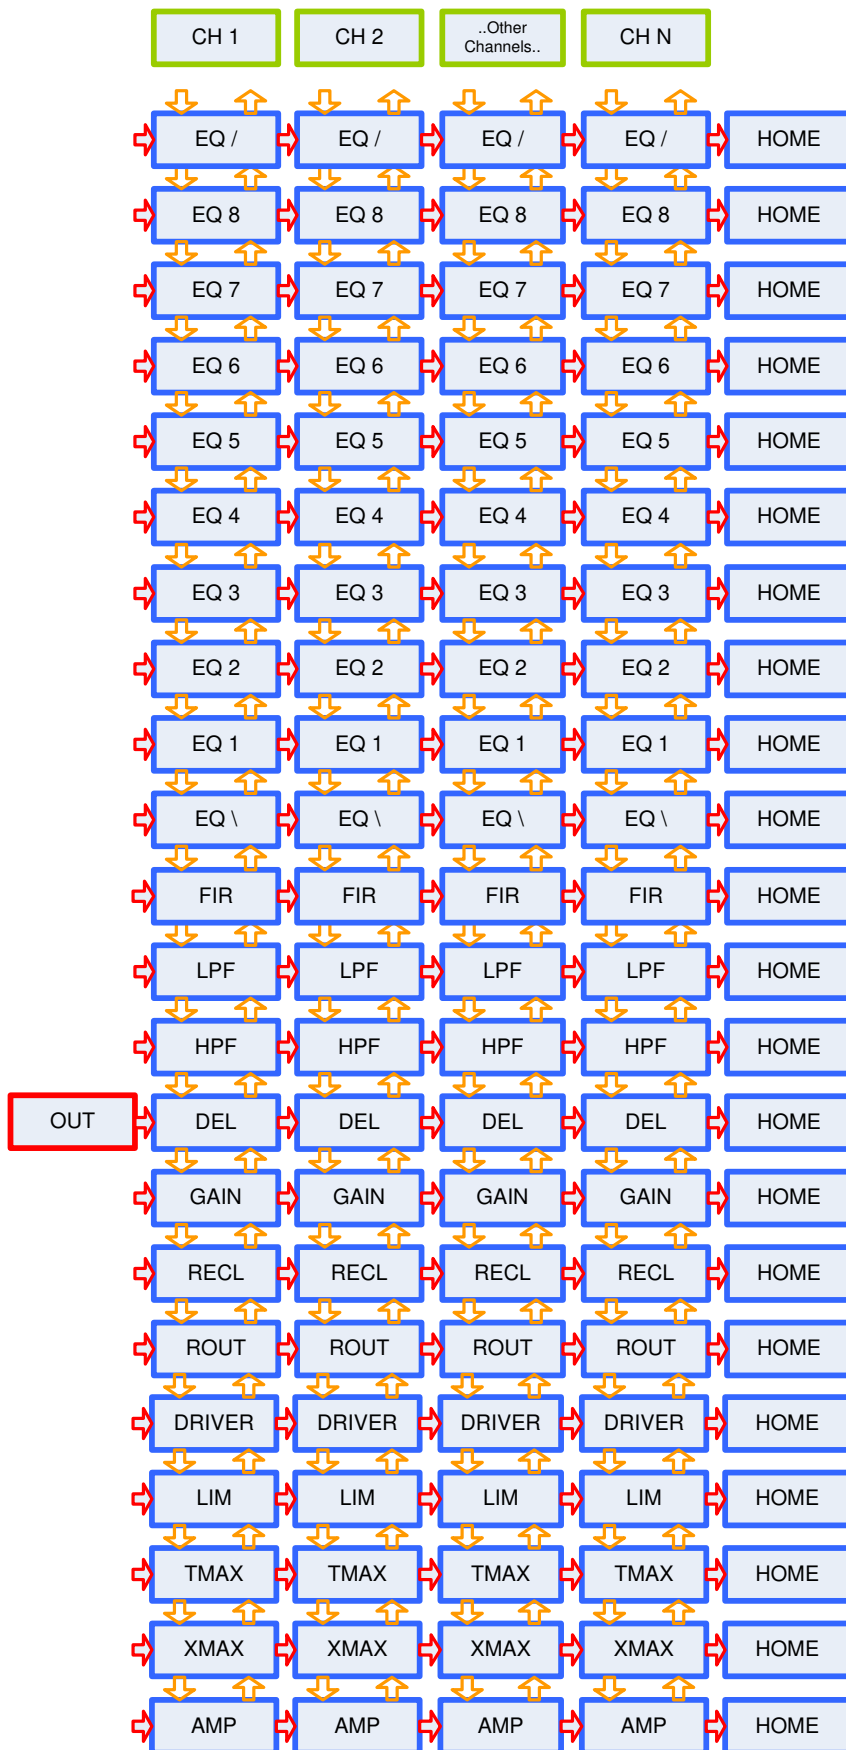 CH 1 CH 2 ..Other Channels.. CH N
EQ / EQ / EQ / EQ / HOME
EQ 8 EQ 8 EQ 8 EQ 8 HOME
EQ 7 EQ 7 EQ 7 EQ 7 HOME
EQ 6 EQ 6 EQ 6 EQ 6 HOME
EQ 5 EQ 5 EQ 5 EQ 5 HOME
EQ 4 EQ 4 EQ 4 EQ 4 HOME
EQ 3 EQ 3 EQ 3 EQ 3 HOME
EQ 2 EQ 2 EQ 2 EQ 2 HOME
EQ 1 EQ 1 EQ 1 EQ 1 HOME
EQ \ EQ \ EQ \ EQ \ HOME
FIR FIR FIR FIR HOME
LPF LPF LPF LPF HOME
HPF HPF HPF HPF HOME
OUT DEL DEL DEL DEL HOME
GAIN GAIN GAIN GAIN HOME
RECL RECL RECL RECL HOME
ROUT ROUT ROUT ROUT HOME
DRIVER DRIVER DRIVER DRIVER HOME
LIM LIM LIM LIM HOME
TMAX TMAX TMAX TMAX HOME
XMAX XMAX XMAX XMAX HOME
AMP AMP AMP AMP HOME